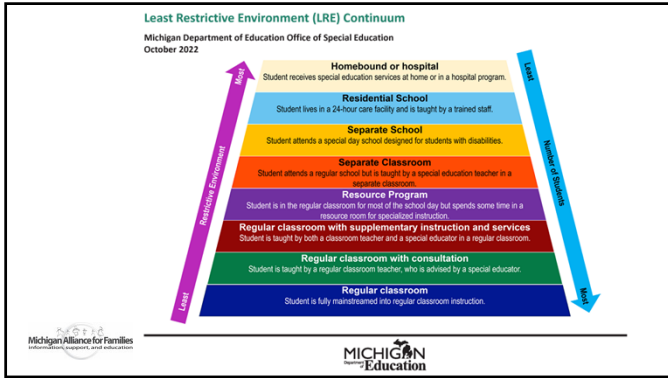 Least Restrictive Environment (LRE) Continuum
Michigan Department of Education Office of Special Education
October 2022
Most
Restrictive Environment
Least
Homebound or hospital
Student receives special education services at home or in a hospital program.
Residential School
Student lives in a 24-hour care facility and is taught by a trained staff.
Separate School
Student attends a special day school designed for students with disabilities.
Separate Classroom
Student attends a regular school but is taught by a special education teacher in
a separate classroom.
Resource Program
Student is in the regular classroom for most of the school day but spends some time in a
resource room for specialized instruction.
Regular classroom with supplementary instruction and services
Student is taught by both a classroom teacher and a special educator in a regular classroom.
Regular classroom with consultation
Student is taught by a regular classroom teacher, who is advised by a special educator.
Regular classroom
Student is fully mainstreamed into regular classroom instruction.
Least
Number of Students
Most
Michigan Alliance for Families
information, support, and education
MICHIGAN
Department of Education